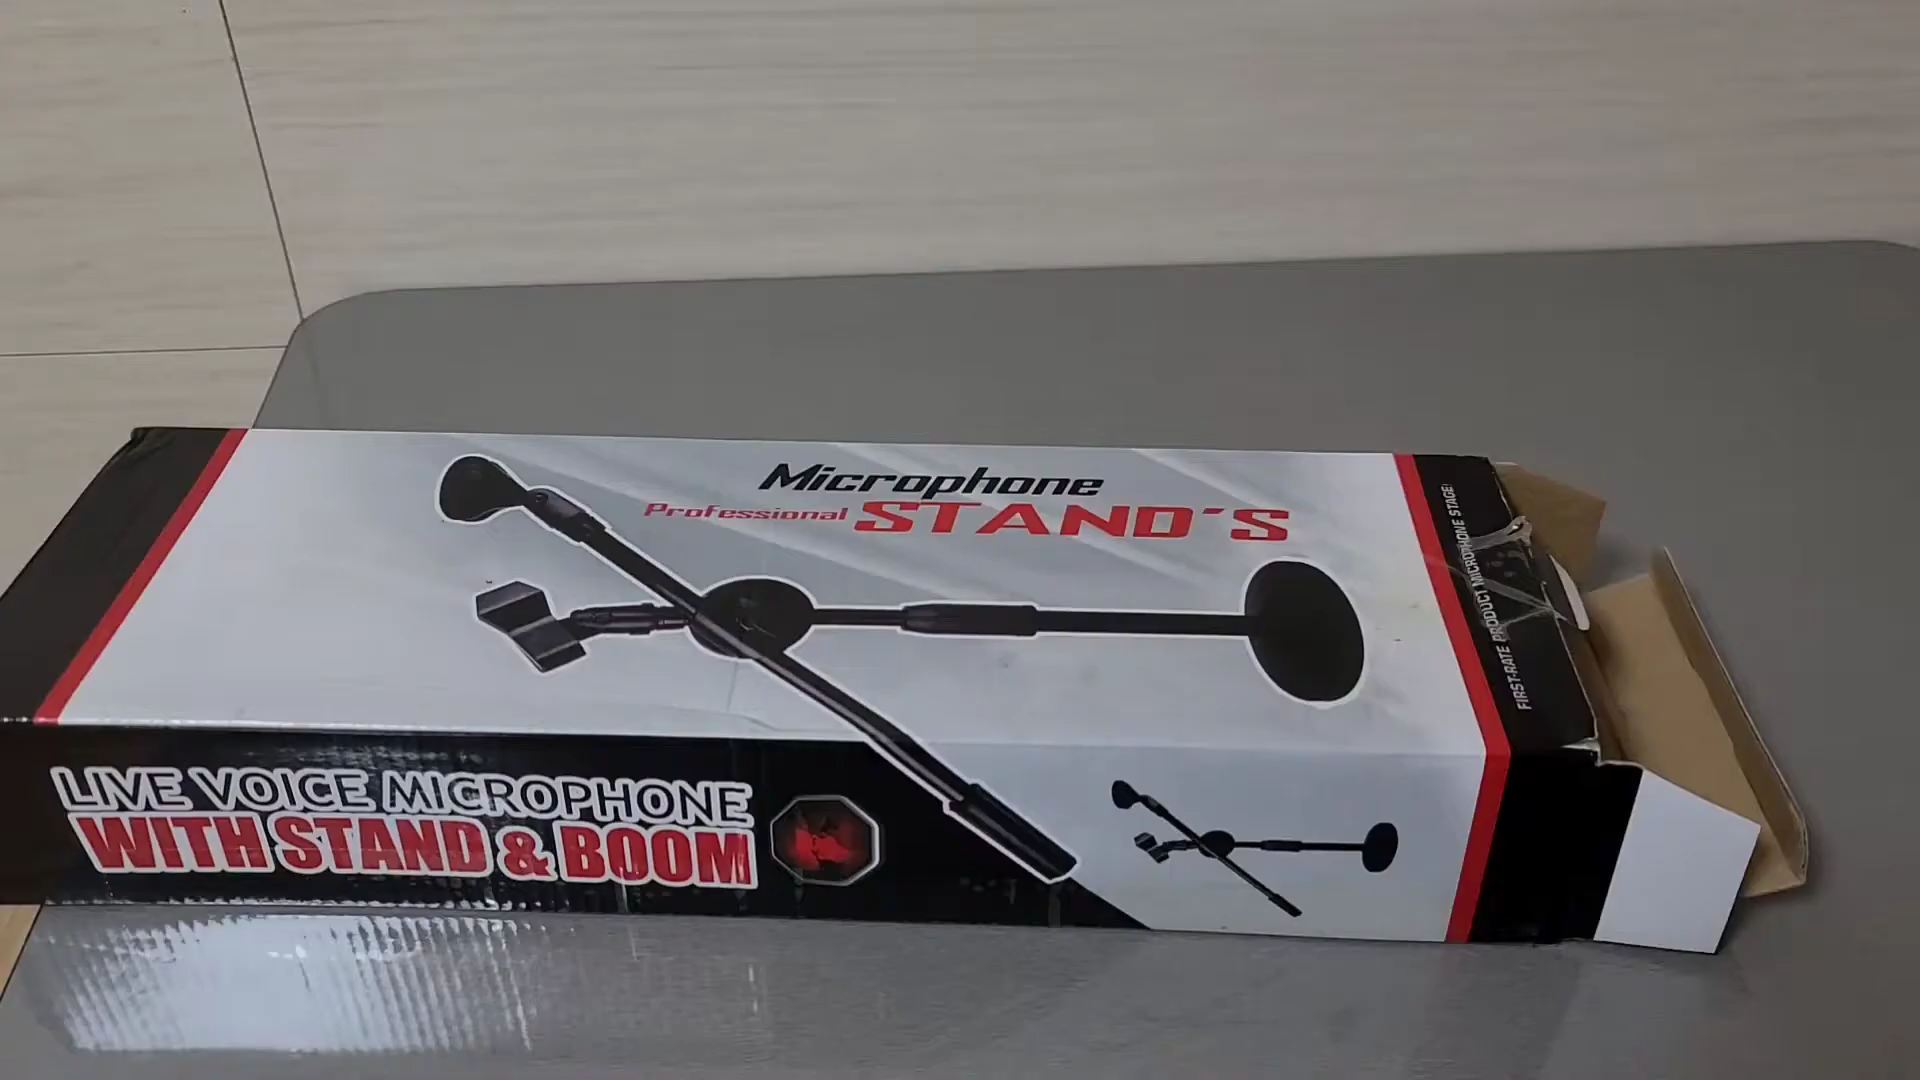 Microphone
Professional STAND'S
FIRST-RATE PRODUCT MICROPHONE STAGE!
LIVE VOICE MICROPHONE
WITH STAND & BOOM